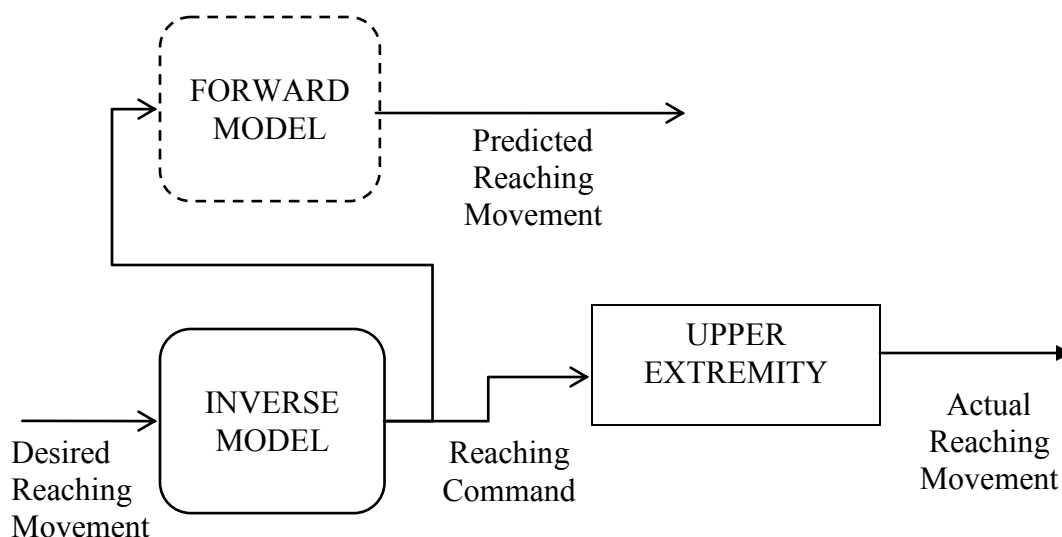 FORWARD
MODEL
Predicted
Reaching
Movement
UPPER
EXTREMITY
INVERSE
MODEL
Desired
Reaching
Movement
Reaching
Command
Actual
Reaching
Movement